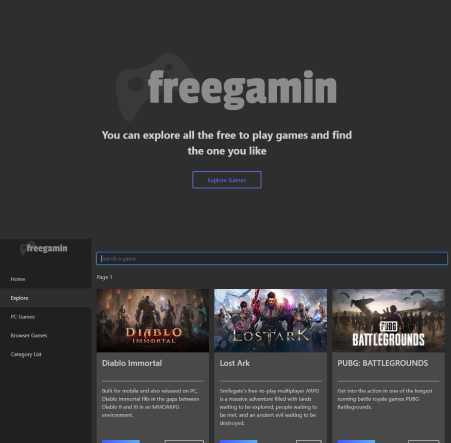 freegamin
You can explore all the free to play games and find
the one you like
Explore Games
freegamin
Home
Explore
PC Games
Browser Games
Category List
Search a game
Page 1
DIABLO
IMMORTAL
LOST ARK
PUBG
BATTLEGROUNDS
Diablo Immortal
Built for mobile and also released on PC,
Diablo Immortal fills in the gaps between
Diablo II and III in an MMOARPG
environment.
Lost Ark
Smilegate's free-to-play multiplayer ARPG
is a massive adventure filled with lands
waiting to be explored, people waiting to
be met, and an ancient evil waiting to be
destroyed.
PUBG: BATTLEGROUNDS
Get into the action in one of the longest
running battle royale games PUBG
Battlegrounds.